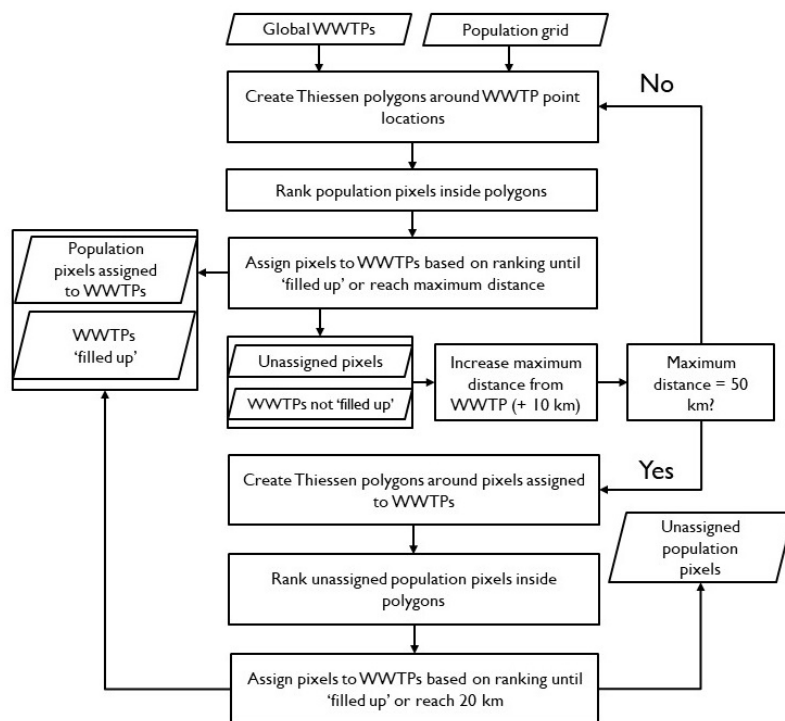 Global WWTPs
Population grid
Create Thiessen polygons around WWTP point
locations
No
Rank population pixels inside polygons
Population
pixels assigned
to WWTPs
Assign pixels to WWTPs based on ranking until
‘filled up’ or reach maximum distance
WWTPs
‘filled up’
Unassigned pixels
WWTPs not ‘filled up’
Increase maximum
distance from
WWTP (+ 10 km)
Maximum
distance = 50
km?
Yes
Create Thiessen polygons around pixels assigned
to WWTPs
Unassigned
population
pixels
Rank unassigned population pixels inside
polygons
Assign pixels to WWTPs based on ranking until
‘filled up’ or reach 20 km